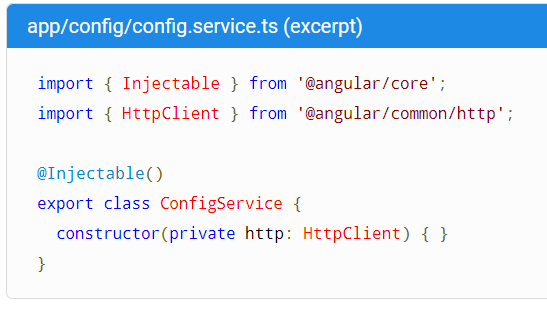 app/config/config.service.ts (excerpt)
import { Injectable } from '@angular/core';
import { HttpClient } from '@angular/common/http';
@Injectable()
export class ConfigService {
constructor(private http: HttpClient) { }
}